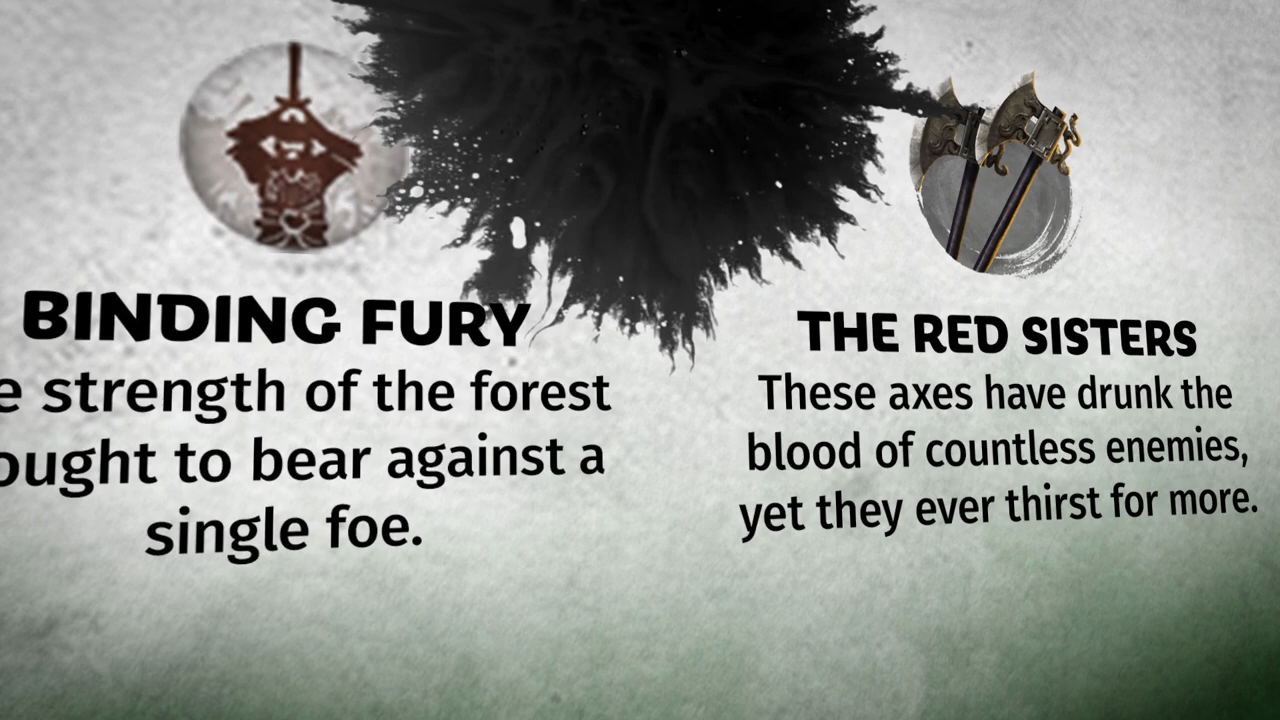 BINDING FURY
strength of the forest
to bear against a
single foe.
THE RED SISTERS
These axes have drunk the
blood of countless enemies,
yet they ever thirst for more.